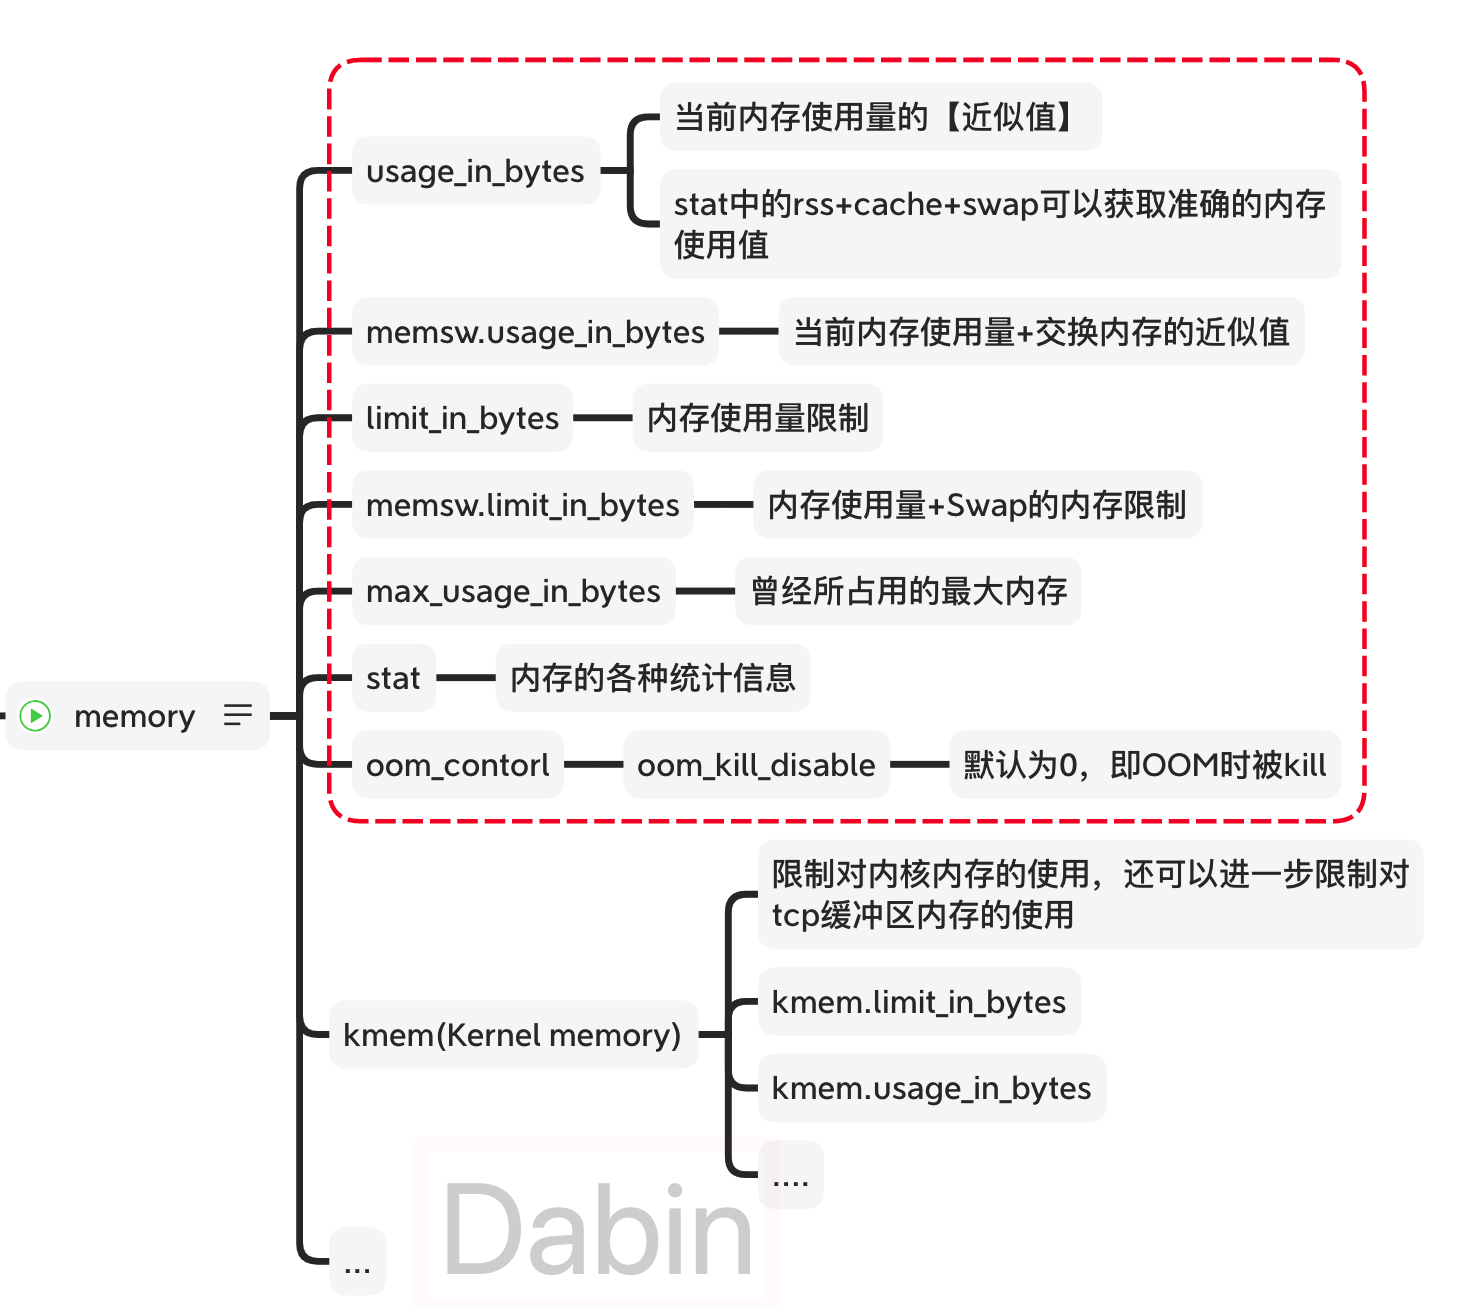 当前内存使用量的【近似值】
usage_in_bytes
stat中的rss+cache+swap可以获取准确的内存
使用值
memsw.usage_in_bytes
当前内存使用量+交换内存的近似值
limit_in_bytes
内存使用量限制
memsw.limit_in_bytes
内存使用量+Swap的内存限制
max_usage_in_bytes
曾经所占用的最大内存
stat
内存的各种统计信息
memory
oom_contorl
oom_kill_disable
默认为0，即OOM时被kill
限制对内核内存的使用，还可以进一步限制对
tcp缓冲区内存的使用
kmem.limit_in_bytes
kmem(Kernel memory)
kmem.usage_in_bytes
....
Dabin
...